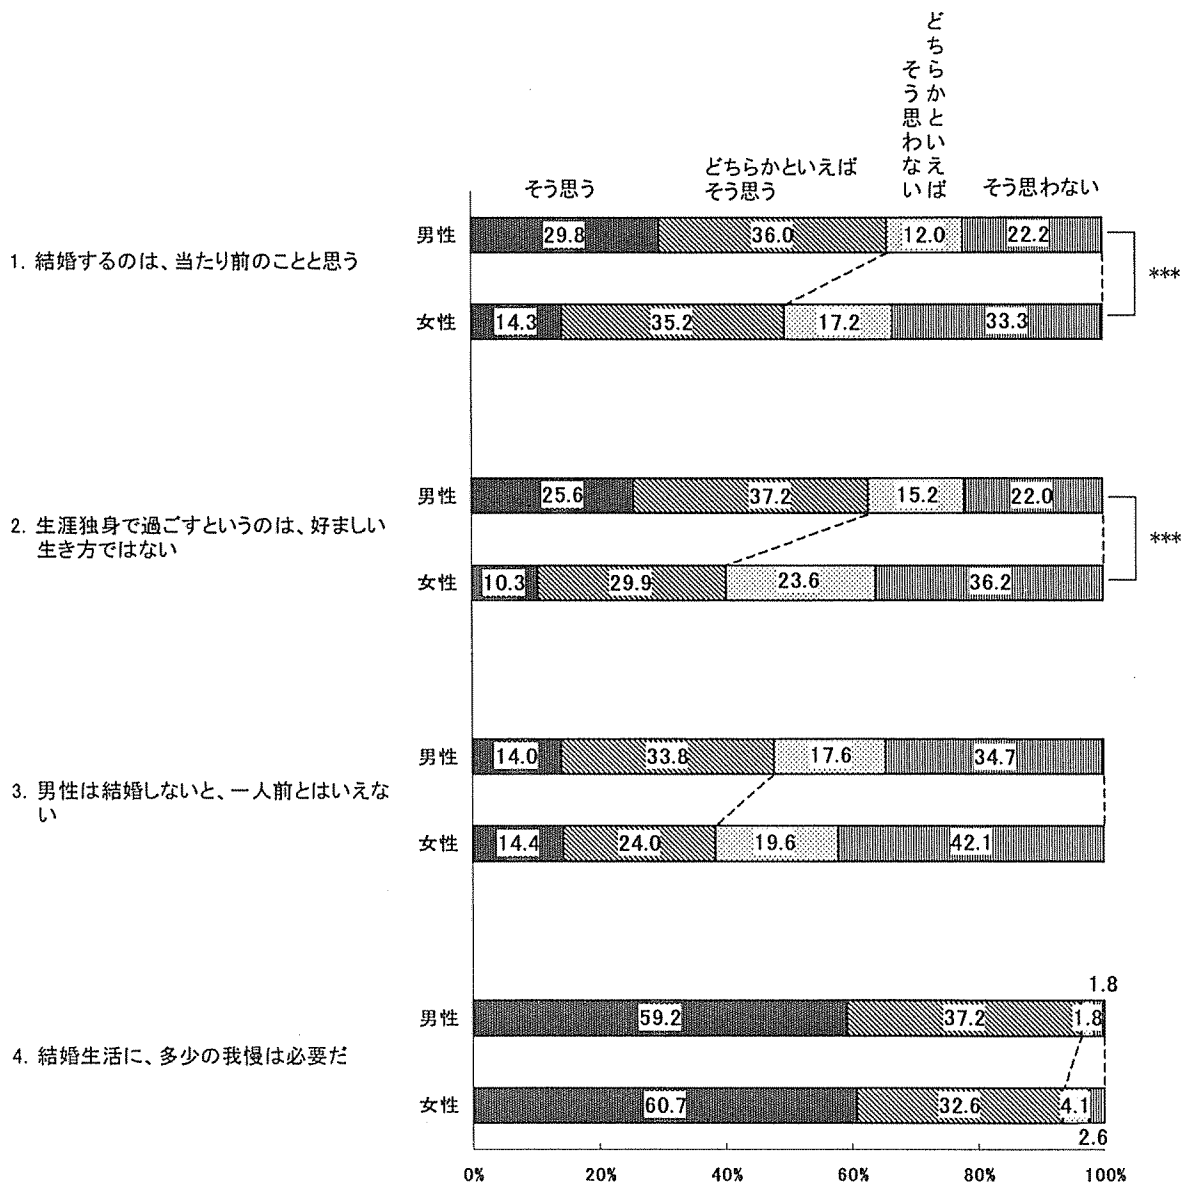 どちらかといえば
そう思わない
そう思う
どちらかといえば
そう思う
そう思わない
男性
29.8
36.0
12.0
22.2
1. 結婚するのは、当たり前のことと思う
***
女性
14.3
35.2
17.2
33.3
男性
25.6
37.2
15.2
22.0
2. 生涯独身で過ごすというのは、好ましい
生き方ではない
***
女性
10.3
29.9
23.6
36.2
男性
14.0
33.8
17.6
34.7
3. 男性は結婚しないと、一人前とはいえな
い
女性
14.4
24.0
19.6
42.1
1.8
男性
59.2
37.2
1.8
4. 結婚生活に、多少の我慢は必要だ
女性
60.7
32.6
4.1
2.6
0%
20%
40%
60%
80%
100%